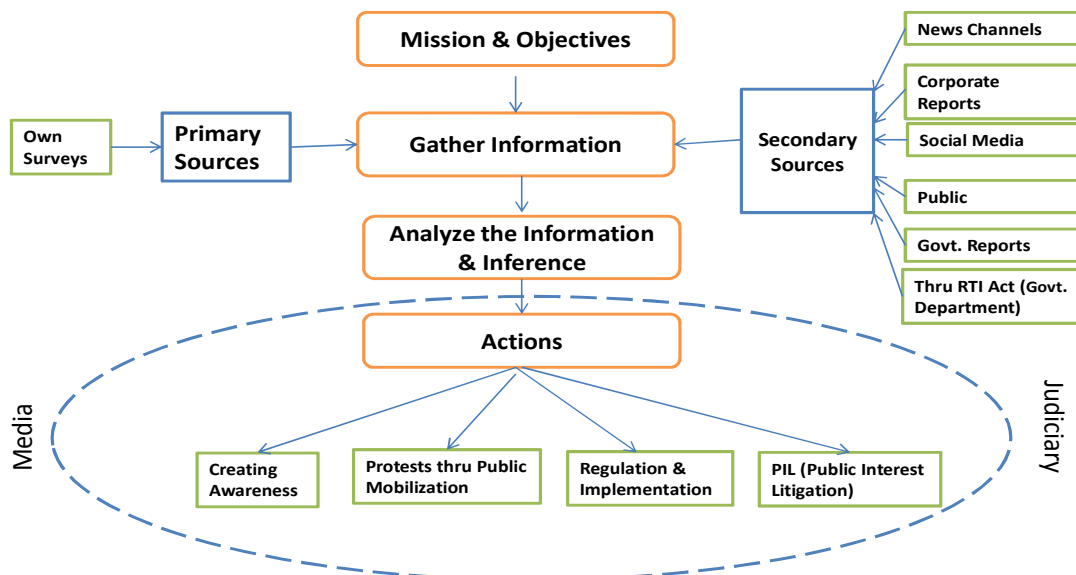 Mission & Objectives
News Channels
Corporate
Reports
Own
Surveys
Primary
Sources
Gather Information
Secondary
Sources
Social Media
Public
Analyze the Information
& Inference
Govt. Reports
Thru RTI Act (Govt.
Department)
Actions
Media
Judiciary
Creating
Awareness
Protests thru Public
Mobilization
Regulation &
Implementation
PIL (Public Interest
Litigation)